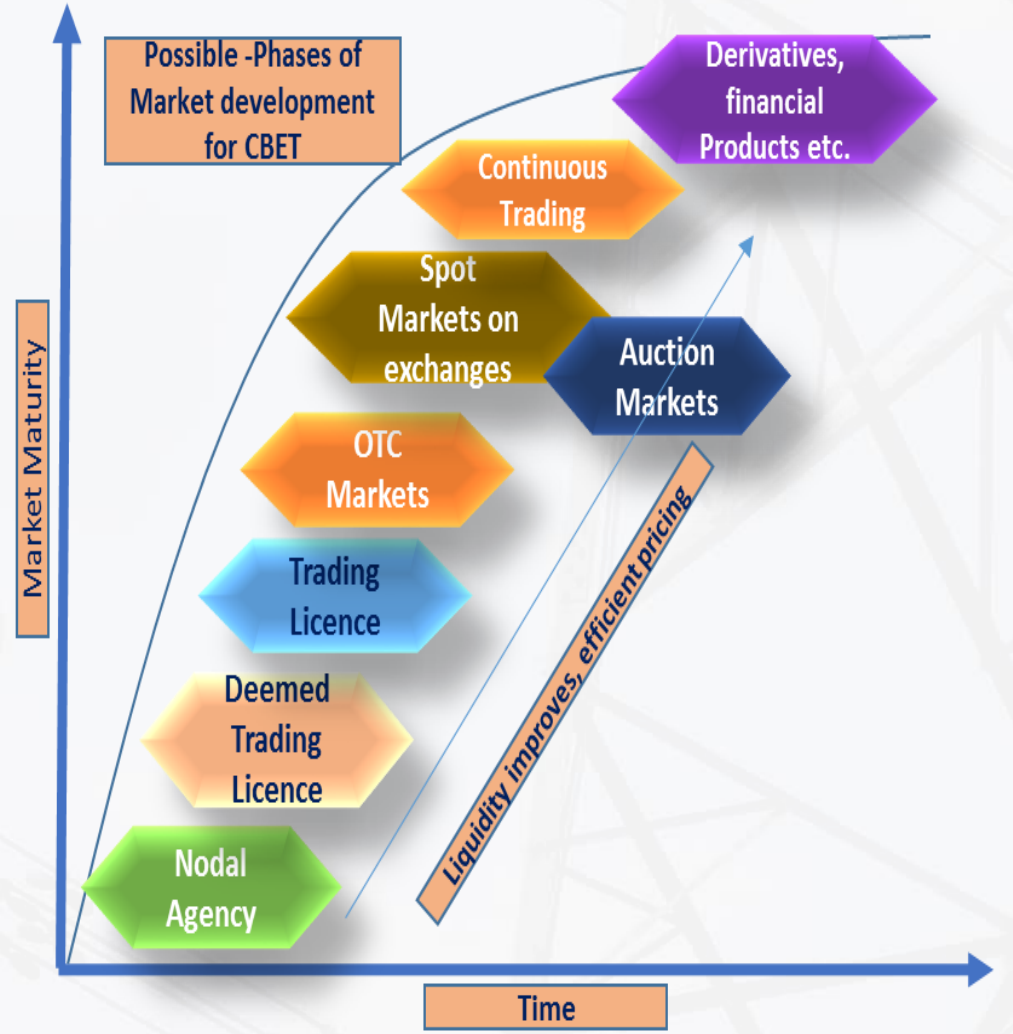 Possible -Phases of
Market development
for CBET
Derivatives,
financial
Products etc.
Continuous
Trading
Spot
Markets on
exchanges
Auction
Markets
OTC
Markets
Trading
Licence
Deemed
Trading
Licence
Nodal
Agency
Liquidity improves, efficient pricing
Market Maturity
Time